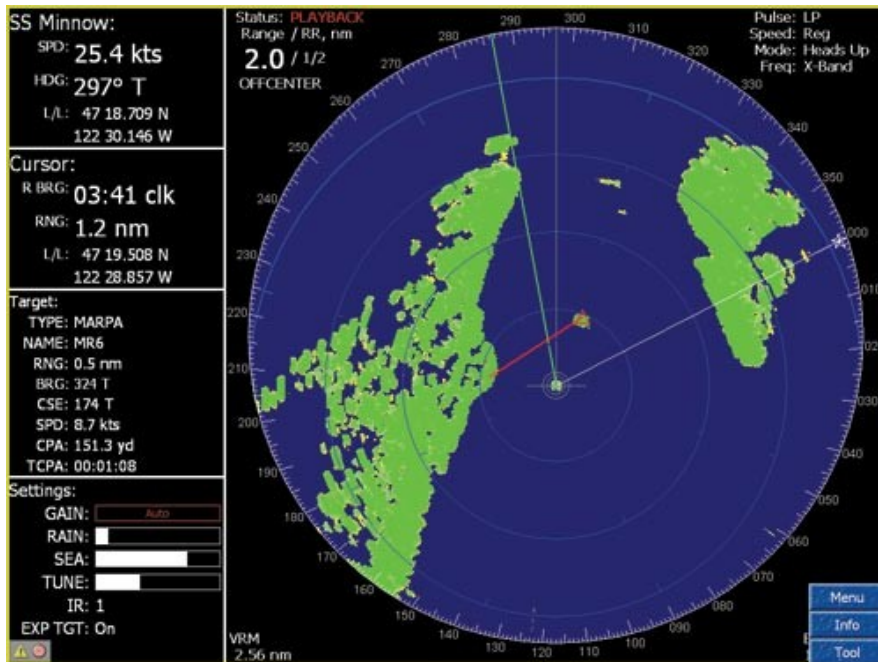 SS Minnow:
SPD: 25.4 kts
HDG: 297° T
L/L: 47 18.709 N
122 30.146 W
Cursor:
R BRG: 03:41 clk
RNG: 1.2 nm
L/L: 47 19.508 N
122 28.857 W
Target:
TYPE: MARPA
NAME: MR6
RNG: 0.5 nm
BRG: 324 T
CSE: 174 T
SPD: 8.7 kts
CPA: 151.3 yd
TCPA: 00:01:08
Settings:
GAIN: Auto
RAIN:
SEA:
TUNE:
IR: 1
EXP TGT: On
Status: PLAYBACK
Range / RR, nm
2.0 / 1/2
OFFCENTER
Pulse: LP
Speed: Reg
Mode: Heads Up
Freq: X-Band
300
310
320
330
340
350
000
010
020
030
040
050
060
070
080
090
100
110
120
130
140
150
160
170
180
190
200
210
220
230
240
250
260
270
280
290
VRM
2.56 nm
Menu
Info
Tool